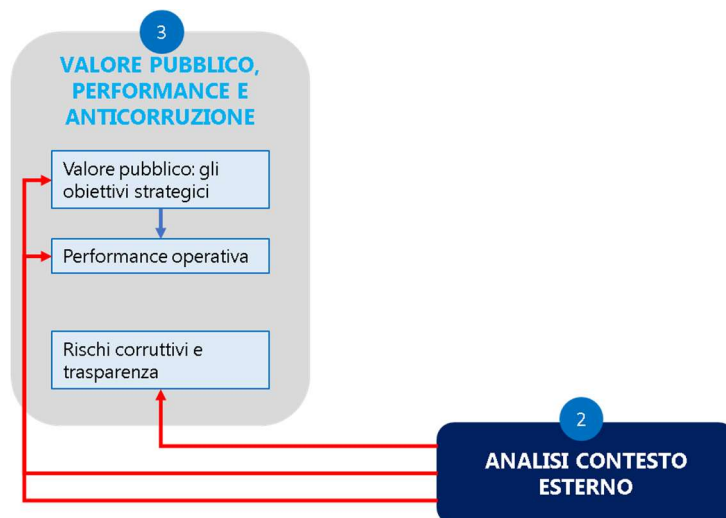 3
VALORE PUBBLICO,
PERFORMANCE E
ANTICORRUZIONE
Valore pubblico: gli
obiettivi strategici
Performance operativa
Rischi corruttivi e
trasparenza
2
ANALISI CONTESTO
ESTERNO